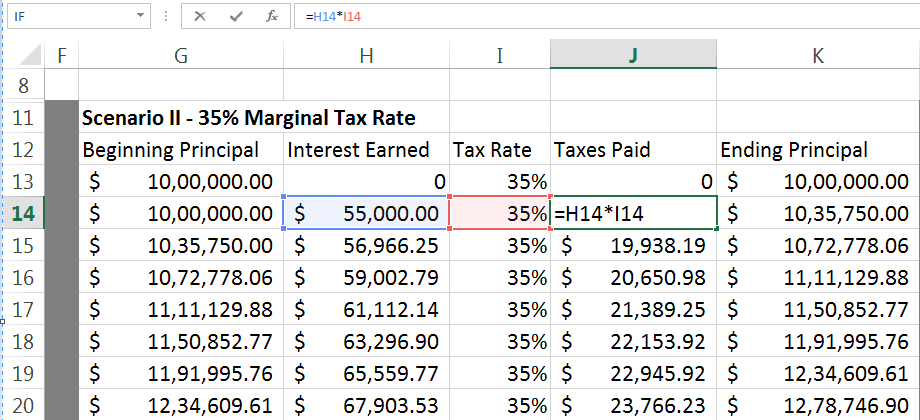 IF =H14*I14
F G H I J K
8
11 Scenario II - 35% Marginal Tax Rate
12 Beginning Principal Interest Earned Tax Rate Taxes Paid Ending Principal
13 $ 10,00,000.00 0 35% 0 $ 10,00,000.00
14 $ 10,00,000.00 $ 55,000.00 35% =H14*I14 $ 10,35,750.00
15 $ 10,35,750.00 $ 56,966.25 35% $ 19,938.19 $ 10,72,778.06
16 $ 10,72,778.06 $ 59,002.79 35% $ 20,650.98 $ 11,11,129.88
17 $ 11,11,129.88 $ 61,112.14 35% $ 21,389.25 $ 11,50,852.77
18 $ 11,50,852.77 $ 63,296.90 35% $ 22,153.92 $ 11,91,995.76
19 $ 11,91,995.76 $ 65,559.77 35% $ 22,945.92 $ 12,34,609.61
20 $ 12,34,609.61 $ 67,903.53 35% $ 23,766.23 $ 12,78,746.90